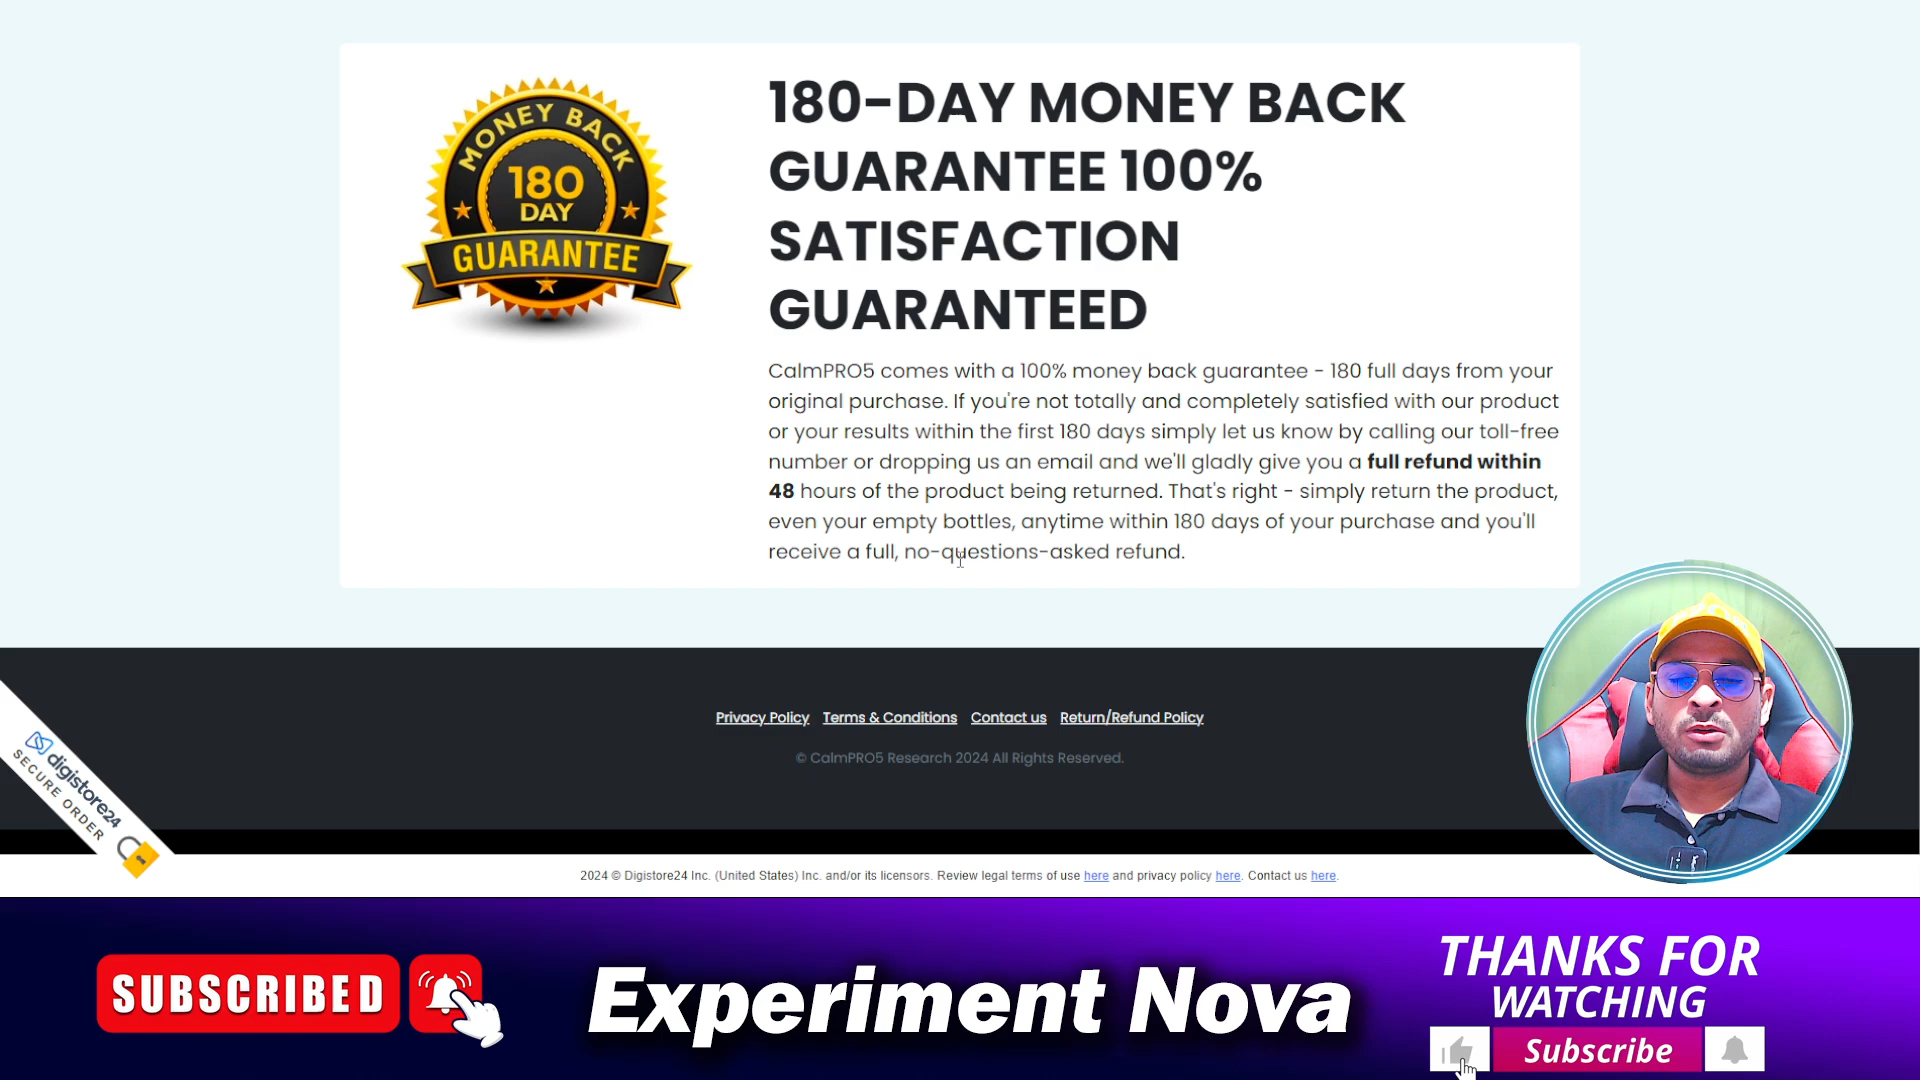 MONEY BACK
180
DAY
GUARANTEE
180-DAY MONEY BACK
GUARANTEE 100%
SATISFACTION
GUARANTEED
CalmPRO5 comes with a 100% money back guarantee - 180 full days from your
original purchase. If you're not totally and completely satisfied with our product
or your results within the first 180 days simply let us know by calling our toll-free
number or dropping us an email and we'll gladly give you a full refund within
48 hours of the product being returned. That's right - simply return the product,
even your empty bottles, anytime within 180 days of your purchase and you'll
receive a full, no-questions-asked refund.
Privacy Policy Terms & Conditions Contact us Return/Refund Policy
© CalmPRO5 Research 2024 All Rights Reserved.
digistore24
SECURE ORDER
2024 © Digistore24 Inc. (United States) Inc. and/or its licensors. Review legal terms of use here and privacy policy here. Contact us here.
SUBSCRIBED
Experiment Nova
THANKS FOR
WATCHING
Subscribe